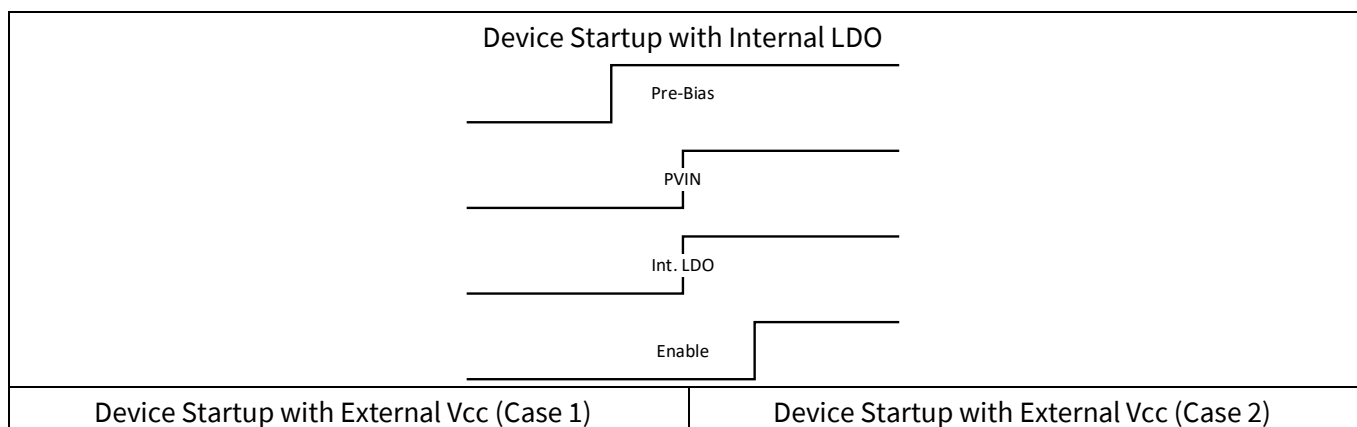 Device Startup with Internal LDO
Pre-Bias
PVIN
Int. LDO
Enable
Device Startup with External Vcc (Case 1)
Device Startup with External Vcc (Case 2)